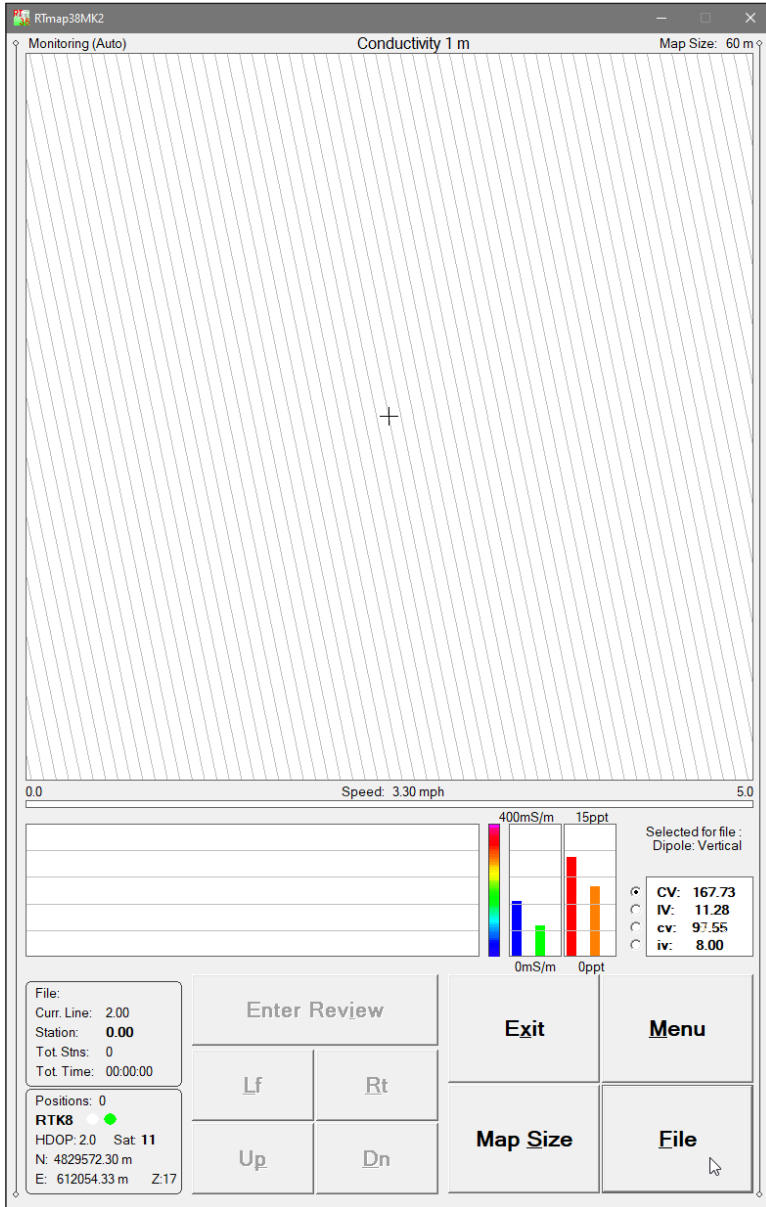 RTmap38MK2
Monitoring (Auto) Conductivity 1 m Map Size: 60 m
0.0 Speed: 3.30 mph 5.0
400mS/m 15ppt
Selected for file :
Dipole: Vertical
CV: 167.73
IV: 11.28
cv: 97.55
iv: 8.00
0mS/m 0ppt
File:
Curr. Line: 2.00
Station: 0.00
Tot. Stns: 0
Tot. Time: 00:00:00
Enter Review
Exit
Menu
Lf
Rt
Positions: 0
RTK8
HDOP: 2.0 Sat: 11
N: 4829572.30 m
E: 612054.33 m Z:17
Up
Dn
Map Size
File